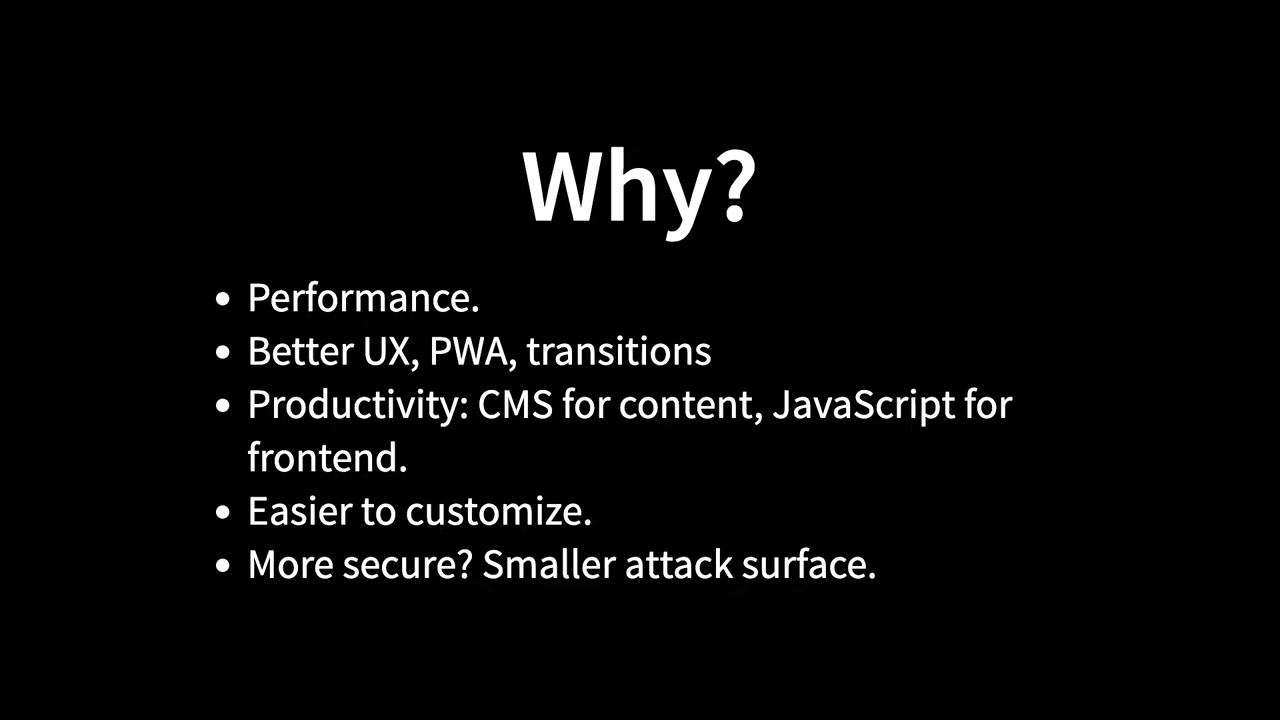 Why?
• Performance.
• Better UX, PWA, transitions
• Productivity: CMS for content, JavaScript for
frontend.
• Easier to customize.
• More secure? Smaller attack surface.